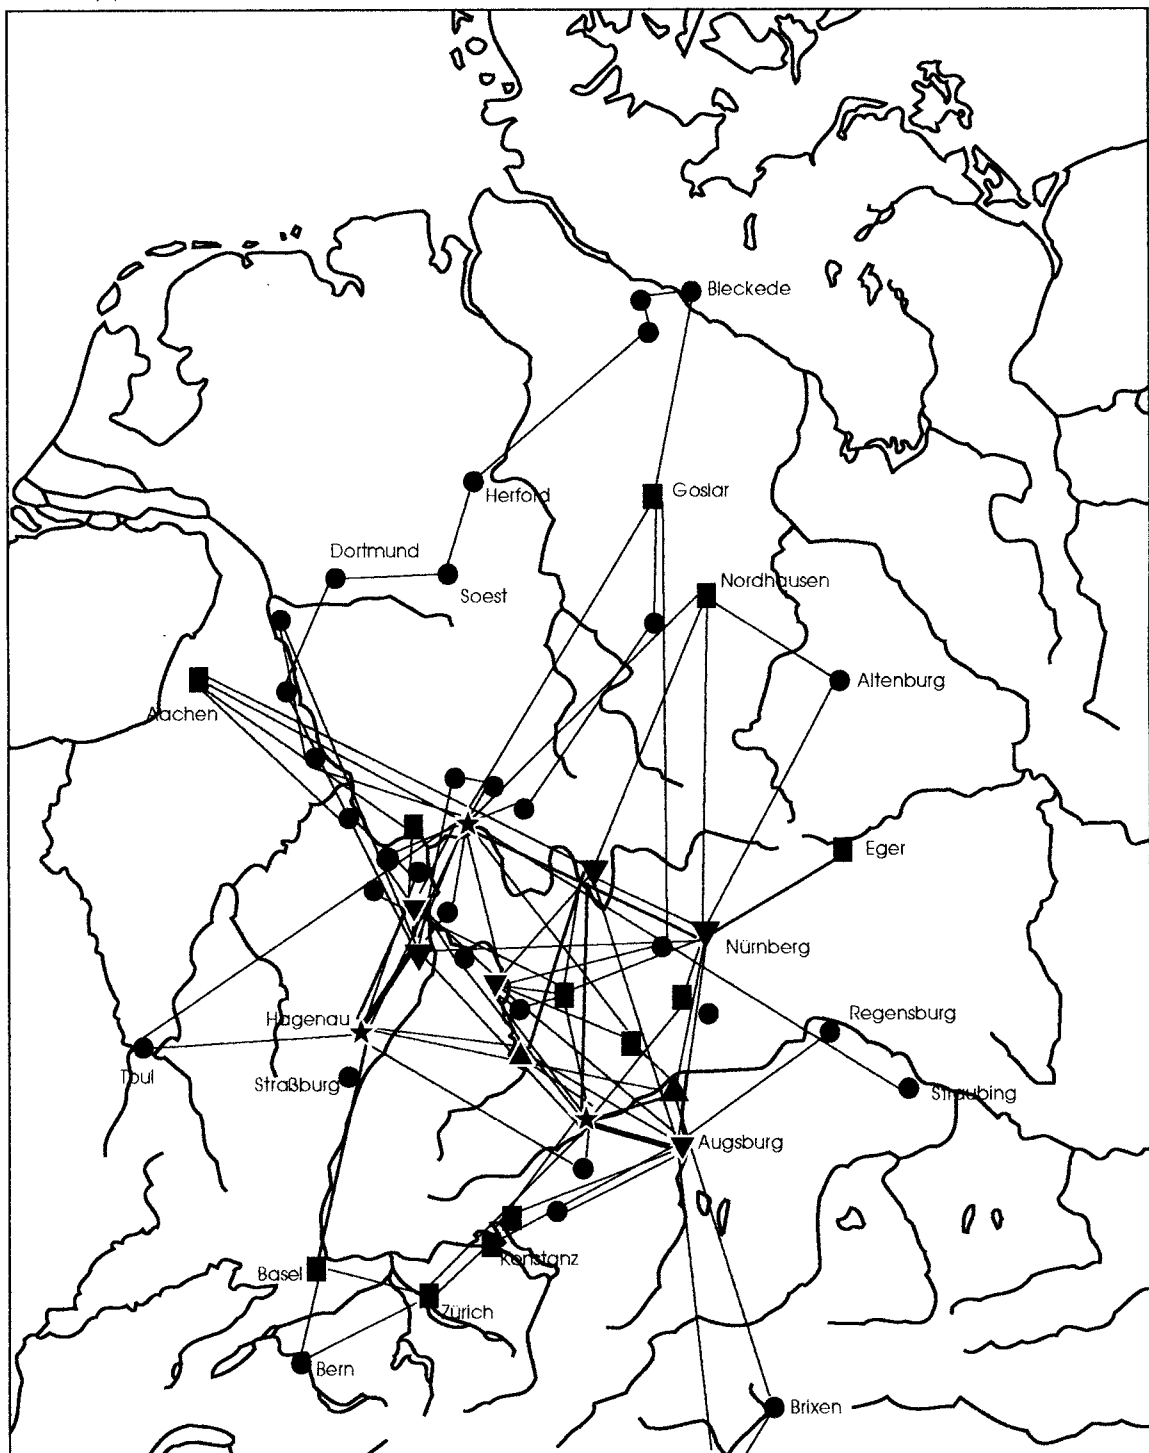 Bleckede
Herford
Goslar
Dortmund
Soest
Nordhausen
Aachen
Altenburg
Eger
Nürnberg
Hagenau
Regensburg
Toul
Straßburg
Straubing
Augsburg
Konstanz
Basel
Zürich
Bern
Brixen